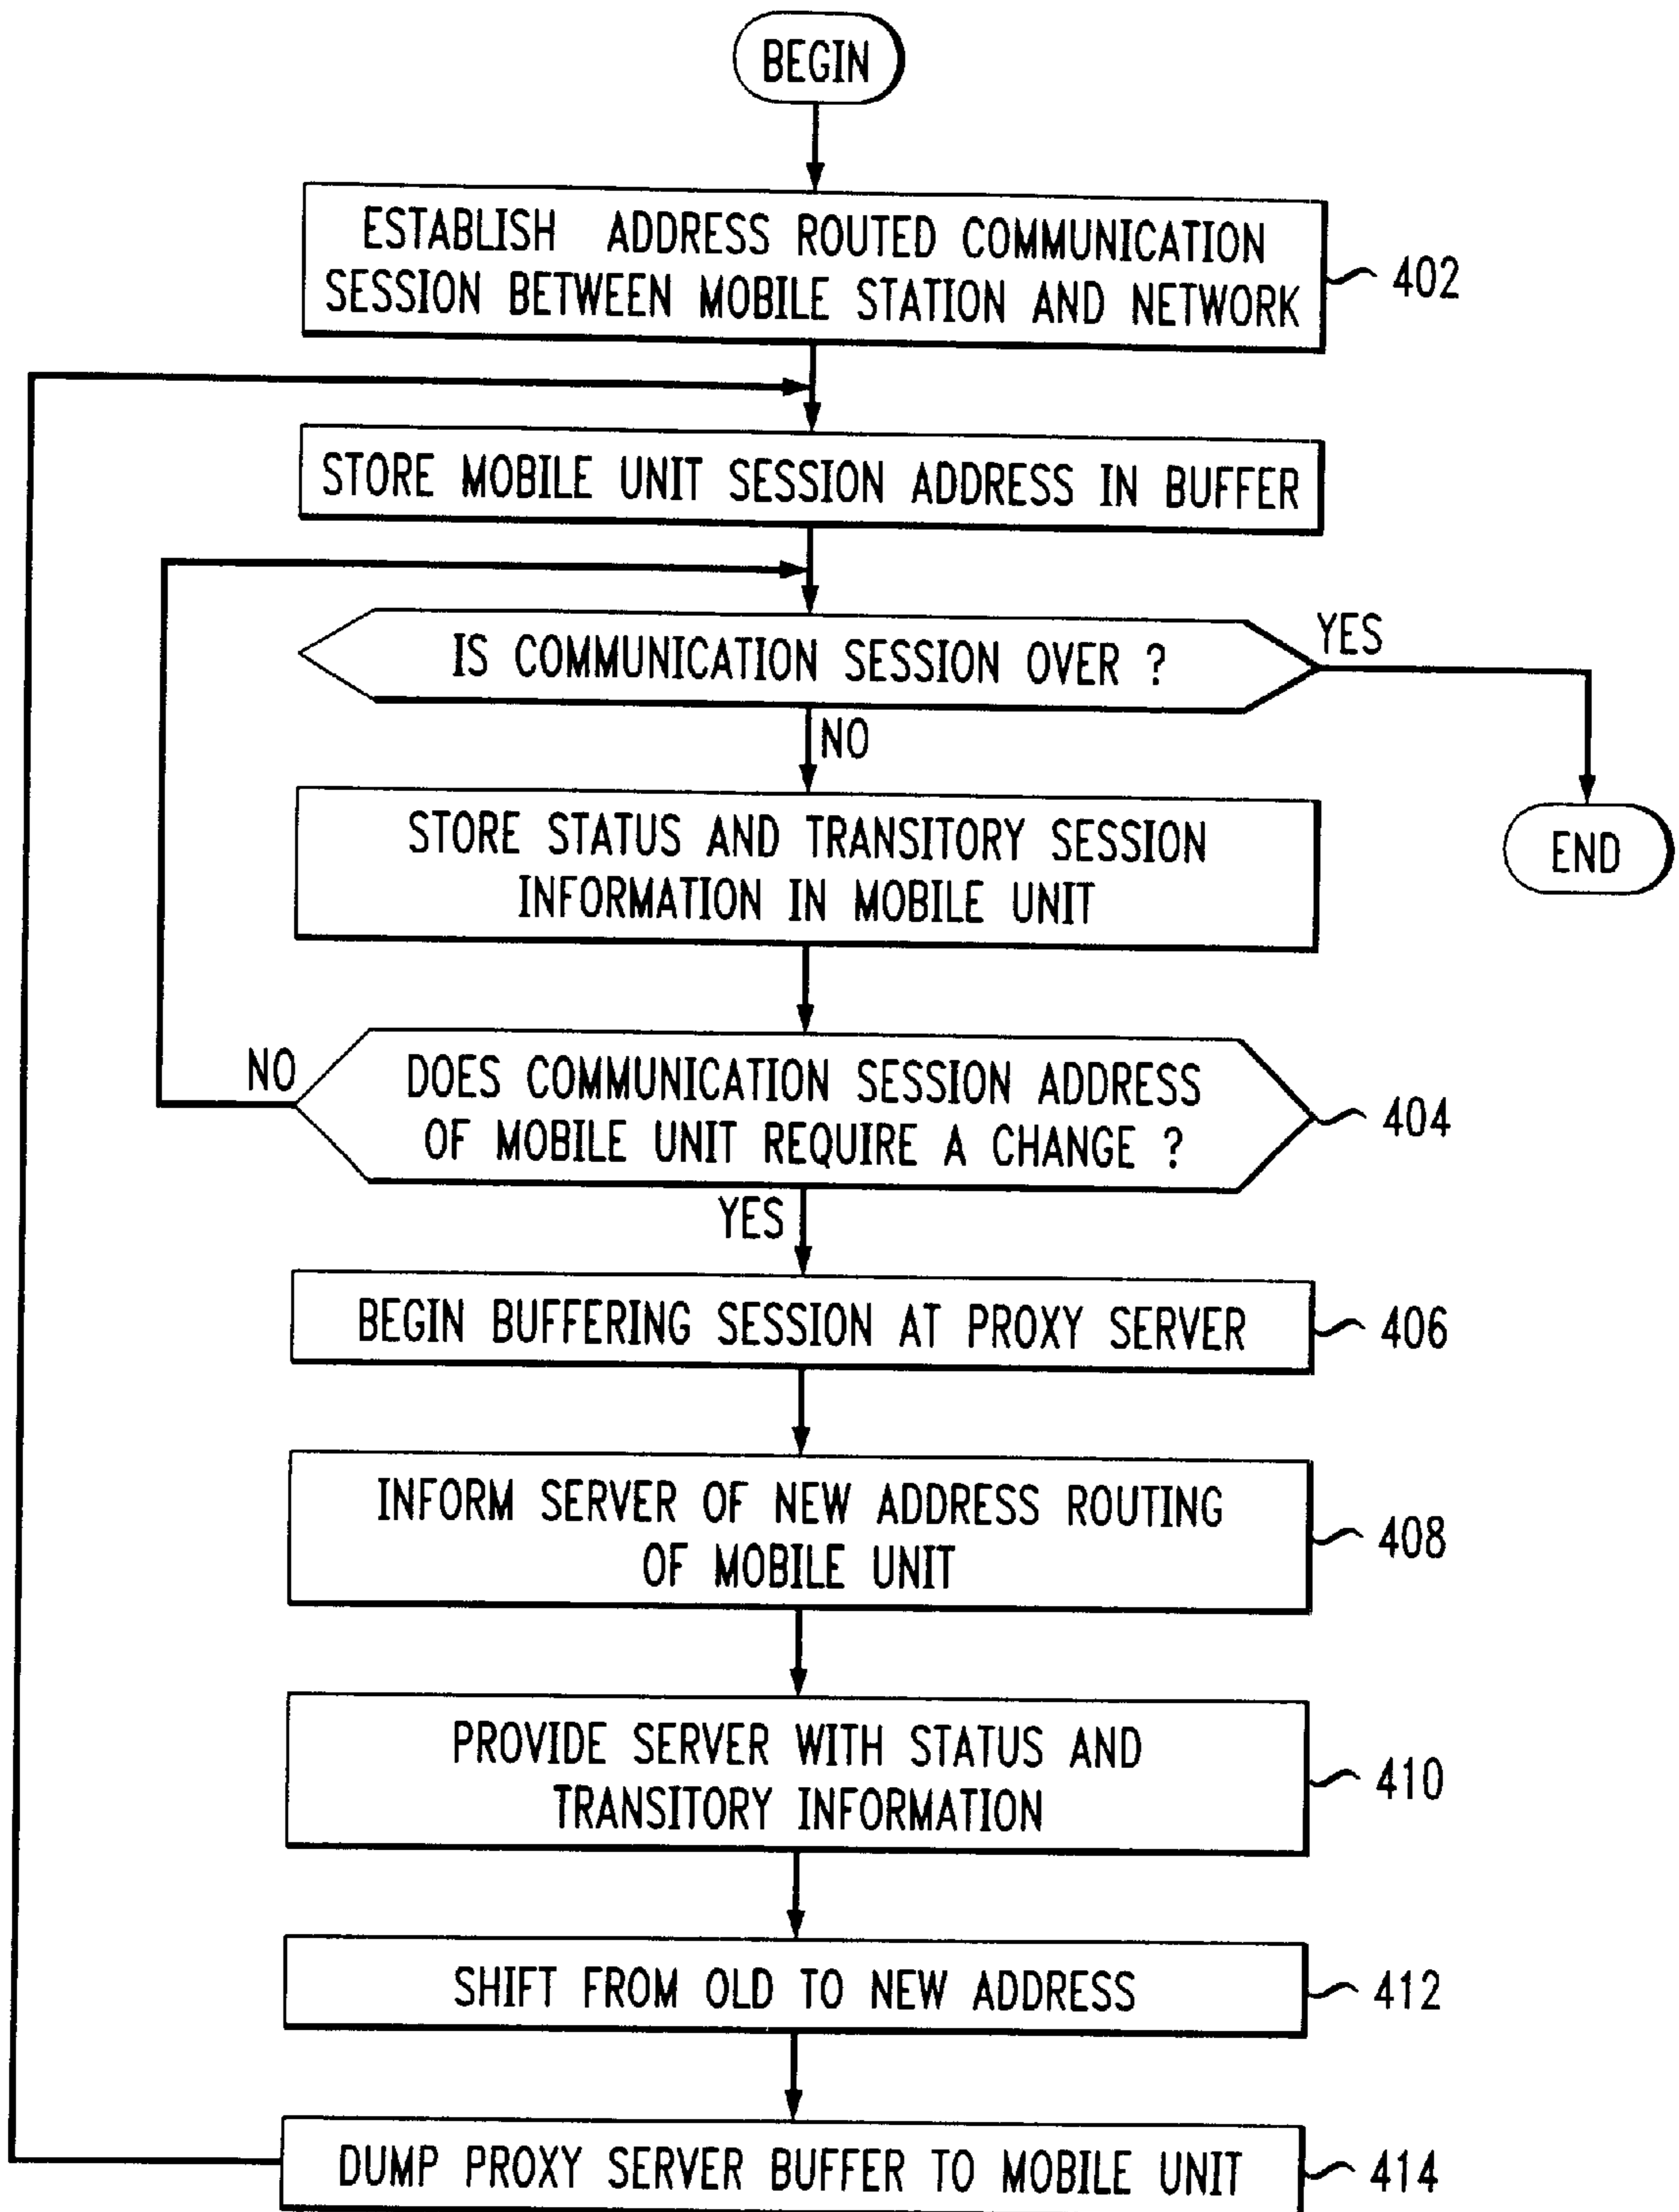 BEGIN
ESTABLISH ADDRESS ROUTED COMMUNICATION
SESSION BETWEEN MOBILE STATION AND NETWORK
402
STORE MOBILE UNIT SESSION ADDRESS IN BUFFER
IS COMMUNICATION SESSION OVER ?
YES
NO
STORE STATUS AND TRANSITORY SESSION
INFORMATION IN MOBILE UNIT
END
NO
DOES COMMUNICATION SESSION ADDRESS
OF MOBILE UNIT REQUIRE A CHANGE ?
404
YES
BEGIN BUFFERING SESSION AT PROXY SERVER
406
INFORM SERVER OF NEW ADDRESS ROUTING
OF MOBILE UNIT
408
PROVIDE SERVER WITH STATUS AND
TRANSITORY INFORMATION
410
SHIFT FROM OLD TO NEW ADDRESS
412
DUMP PROXY SERVER BUFFER TO MOBILE UNIT
414